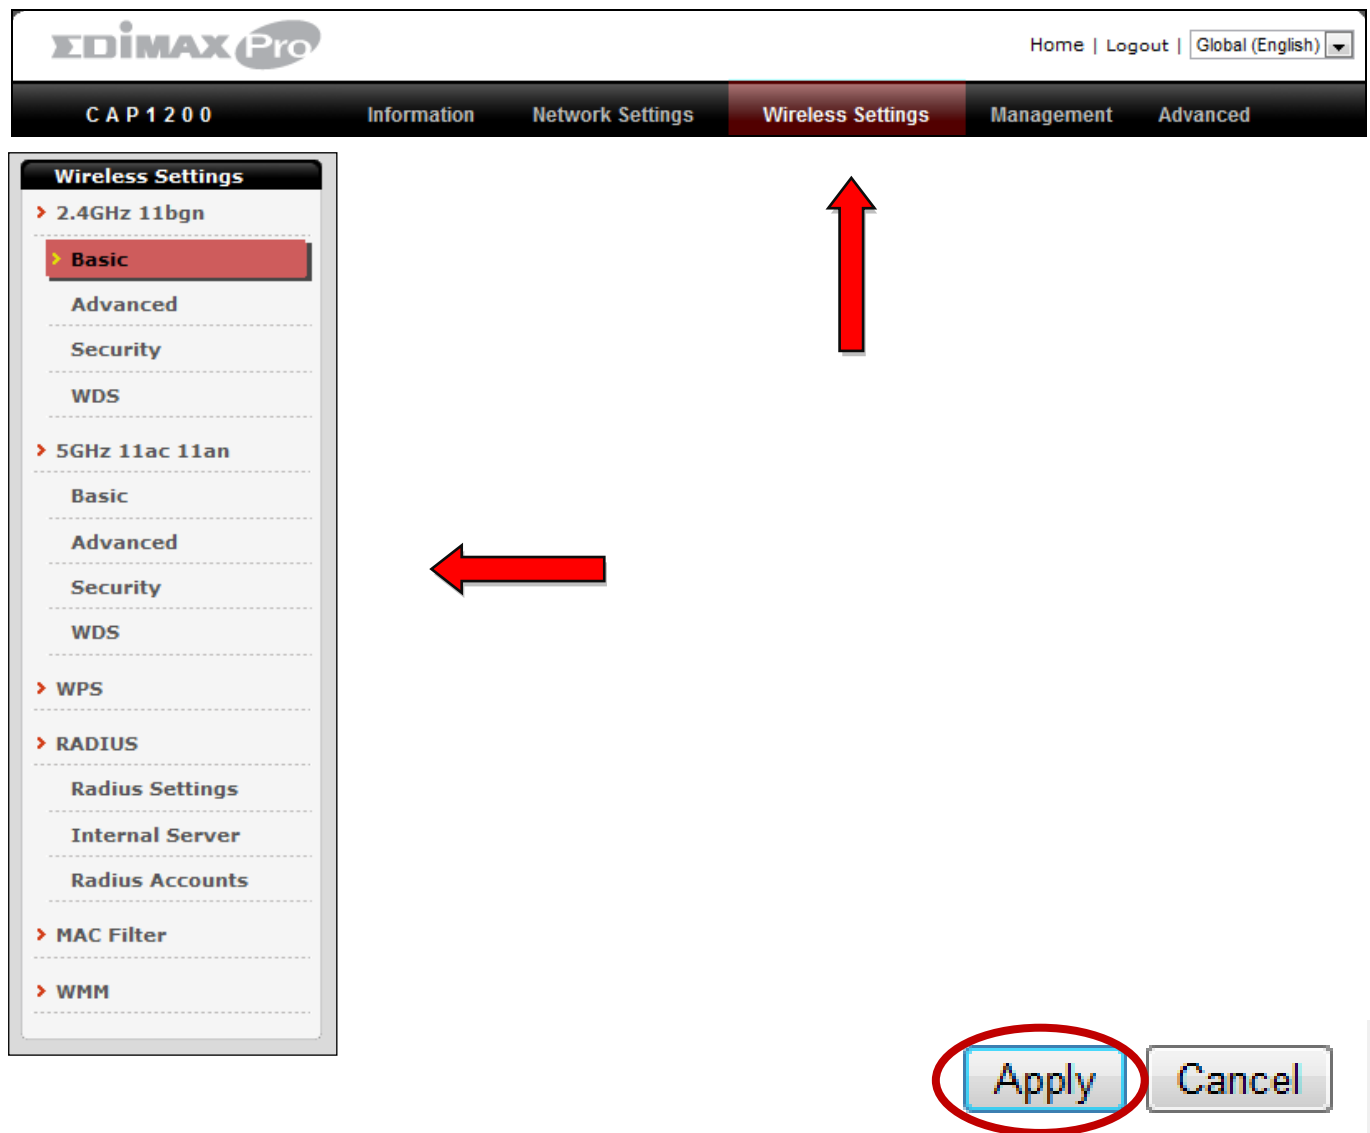 EDIMAX Pro
Home | Logout | Global (English)
CAP1200 Information Network Settings Wireless Settings Management Advanced
Wireless Settings
2.4GHz 11bgn
Basic
Advanced
Security
WDS
5GHz 11ac 11an
Basic
Advanced
Security
WDS
WPS
RADIUS
Radius Settings
Internal Server
Radius Accounts
MAC Filter
WMM
Apply Cancel